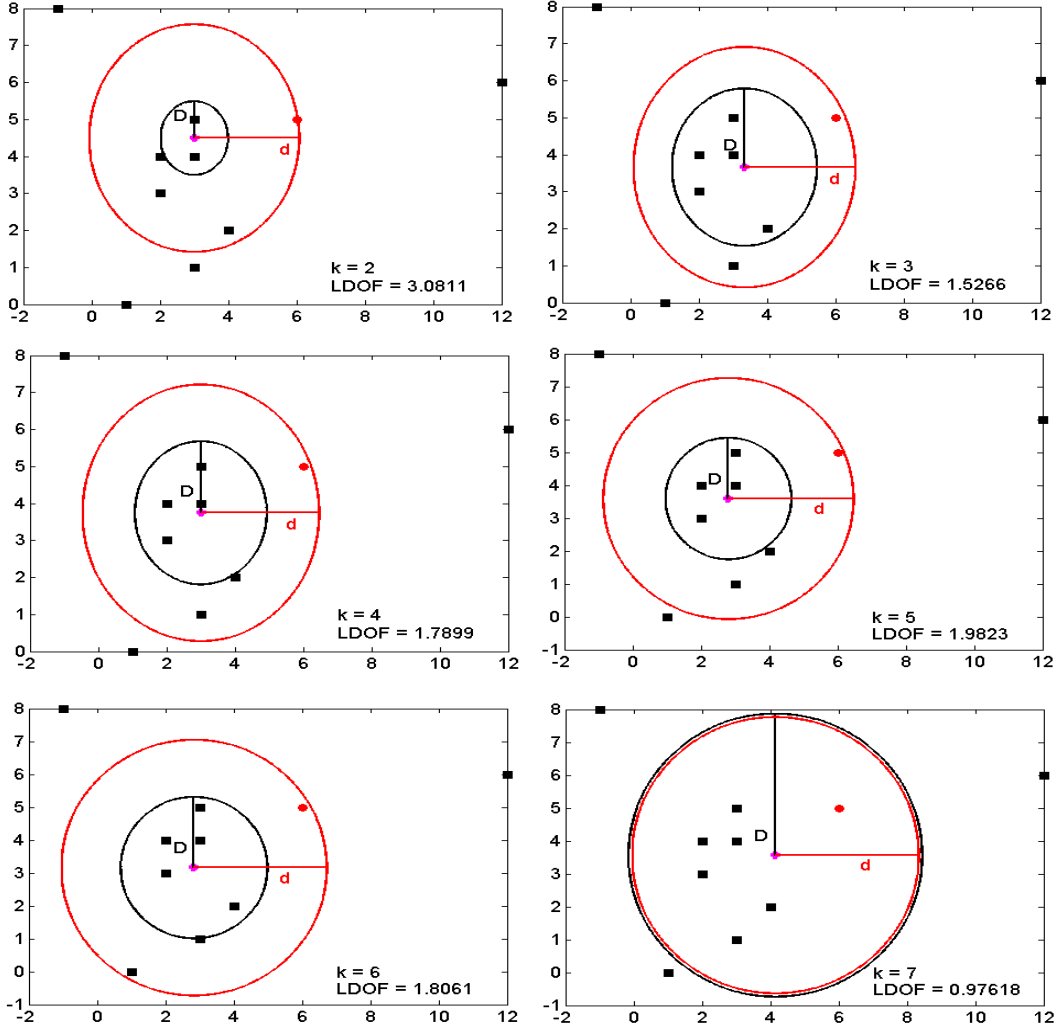 8
7
6
5
4
3
2
1
0
-2 0 2 4 6 8 10 12
D
d
k = 2
LDOF = 3.0811
8
7
6
5
4
3
2
1
0
-2 0 2 4 6 8 10 12
D
d
k = 3
LDOF = 1.5266
8
7
6
5
4
3
2
1
0
-2 0 2 4 6 8 10 12
D
d
k = 4
LDOF = 1.7899
8
7
6
5
4
3
2
1
0
-1
-2 0 2 4 6 8 10 12
D
d
k = 5
LDOF = 1.9823
8
7
6
5
4
3
2
1
0
-1
-2 0 2 4 6 8 10 12
D
d
k = 6
LDOF = 1.8061
8
7
6
5
4
3
2
1
0
-1
-2 0 2 4 6 8 10 12
D
d
k = 7
LDOF = 0.97618